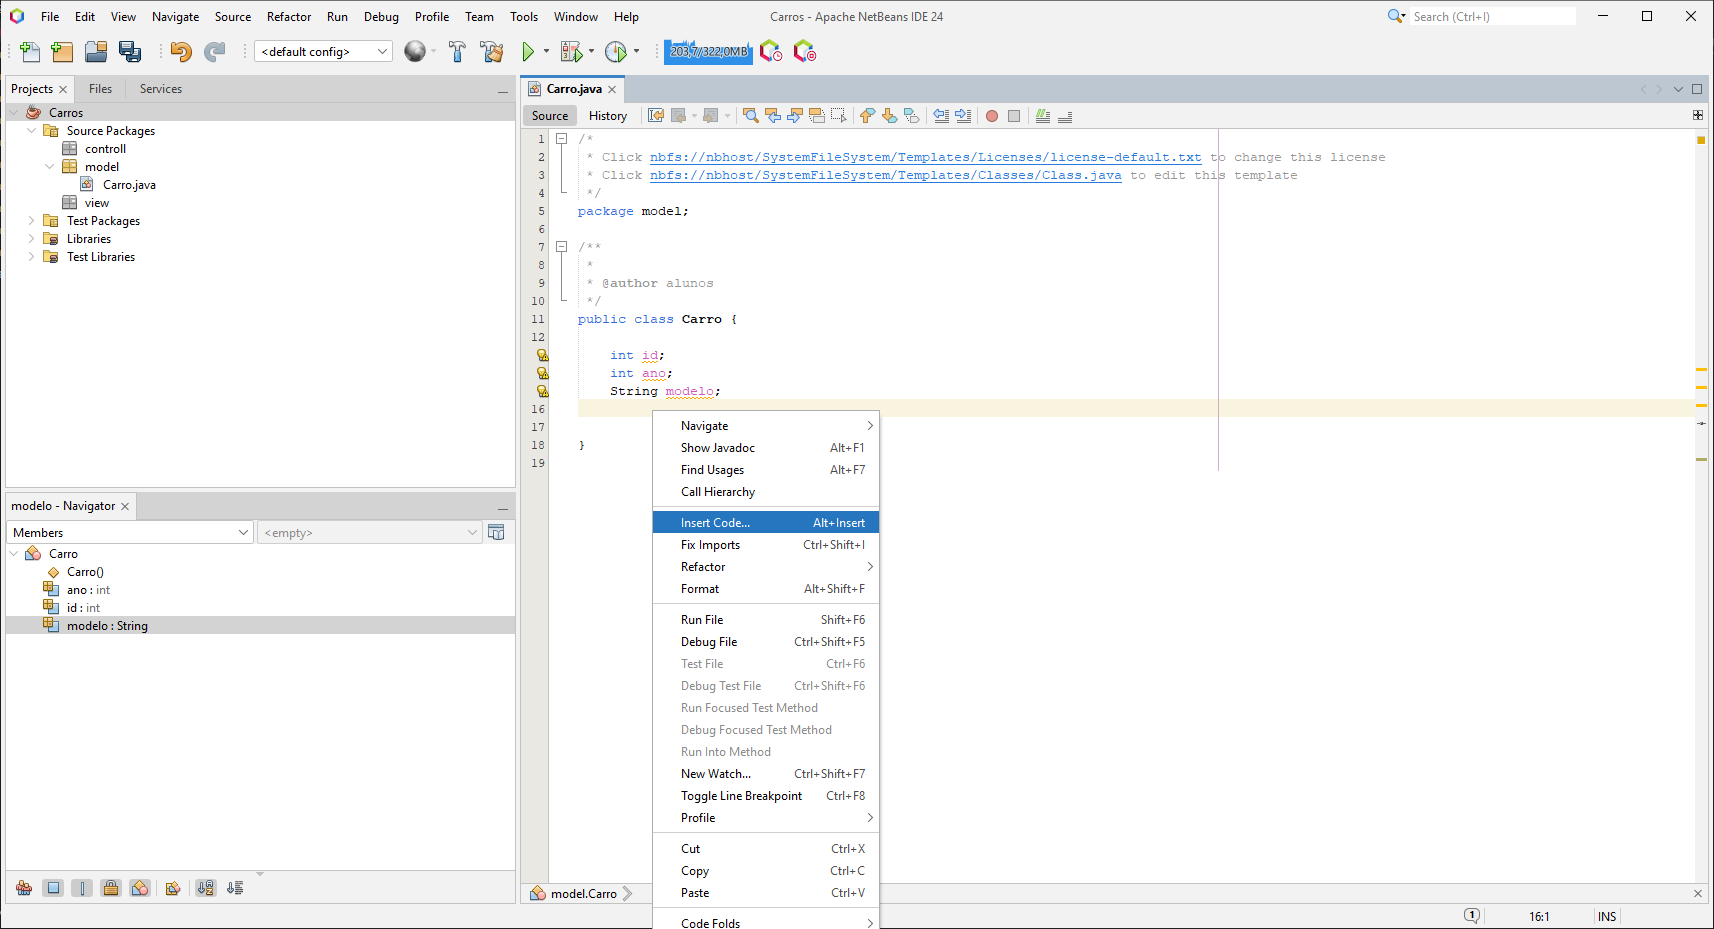 File Edit View Navigate Source Refactor Run Debug Profile Team Tools Window Help
Carros - Apache NetBeans IDE 24
Search (Ctrl+I)
<default config>
203,7/322,0MB
Projects
Files
Services
Carros
Source Packages
controll
model
Carro.java
view
Test Packages
Libraries
Test Libraries
modelo - Navigator
Members
<empty>
Carro
Carro()
ano : int
id : int
modelo : String
Carro.java
Source
History
1 /*
2 * Click nbfs://nbhost/SystemFileSystem/Templates/Licenses/license-default.txt to change this license
3 * Click nbfs://nbhost/SystemFileSystem/Templates/Classes/Class.java to edit this template
4 */
5 package model;
6
7 /**
8 *
9 * @author alunos
10 */
11 public class Carro {
12
int id;
int ano;
String modelo;
16
17
18 }
19
Navigate
Show Javadoc Alt+F1
Find Usages Alt+F7
Call Hierarchy
Insert Code... Alt+Insert
Fix Imports Ctrl+Shift+I
Refactor
Format Alt+Shift+F
Run File Shift+F6
Debug File Ctrl+Shift+F5
Test File Ctrl+F6
Debug Test File Ctrl+Shift+F6
Run Focused Test Method
Debug Focused Test Method
Run Into Method
New Watch... Ctrl+Shift+F7
Toggle Line Breakpoint Ctrl+F8
Profile
Cut Ctrl+X
Copy Ctrl+C
Paste Ctrl+V
Code Folds
model.Carro
1
16:1
INS